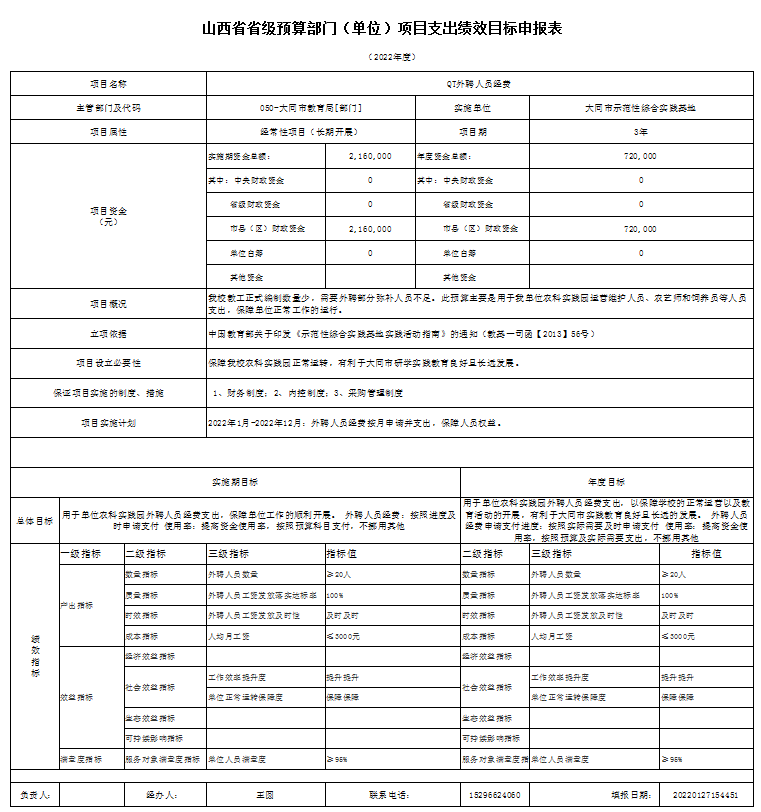 山西省省级预算部门（单位）项目支出绩效目标申报表
（2022年度）
项目名称 QT外聘人员经费
主管部门及代码 050-大同市教育局[部门] 实施单位 大同市示范性综合实践基地
项目属性 经常性项目（长期开展） 项目期 3年
项目资金
（元）
实施期资金总额： 2,160,000 年度资金总额： 720,000
其中：中央财政资金 0 其中：中央财政资金 0
省级财政资金 0 省级财政资金 0
市县（区）财政资金 2,160,000 市县（区）财政资金 720,000
单位自筹 0 单位自筹 0
其他资金 其他资金
项目概况
我校教工正式编制数量少，需要外聘部分弥补人员不足。此预算主要是用于我单位农科实践园运营维护人员、农艺师和饲养员等人员
支出，保障单位正常工作的运行。
立项依据 中国教育部关于印发《示范性综合实践基地实践活动指南》的通知（教基一司函【2013】56号）
项目设立必要性 保障我校农科实践园正常运转，有利于大同市研学实践教育良好且长远发展。
保证项目实施的制度、措施 1、财务制度；2、内控制度；3、采购管理制度
项目实施计划 2022年1月-2022年12月：外聘人员经费按月申请并支出，保障人员权益。
实施期目标 年度目标
总体目标
用于单位农科实践园外聘人员经费支出，保障单位工作的顺利开展。 外聘人员经费：按照进度及
时申请支付 使用率：提高资金使用率，按照预算科目支付，不挪用其他
用于单位农科实践园外聘人员经费支出，以保障学校的正常运营以及教
育活动的开展，有利于大同市实践教育良好且长远的发展。 外聘人员
经费申请支付进度：按照实际需要及时申请支付 使用率：提高资金使
用率，按照预算及实际需要支出，不挪用其他
绩效指标
一级指标 二级指标 三级指标 指标值 二级指标 三级指标 指标值
产出指标
数量指标 外聘人员数量 ≥20人 数量指标 外聘人员数量 ≥20人
质量指标 外聘人员工资发放落实达标率 100% 质量指标 外聘人员工资发放落实达标率 100%
时效指标 外聘人员工资发放及时性 及时及时 时效指标 外聘人员工资发放及时性 及时及时
成本指标 人均月工资 ≤3000元 成本指标 人均月工资 ≤3000元
效益指标
经济效益指标 经济效益指标
社会效益指标 工作效率提升度 提升提升 社会效益指标 工作效率提升度 提升提升
单位正常运转保障度 保障保障 单位正常运转保障度 保障保障
生态效益指标 生态效益指标
可持续影响指标 可持续影响指标
满意度指标 服务对象满意度指标 单位人员满意度 ≥95% 服务对象满意度指 单位人员满意度 ≥95%
负责人： 经办人： 王囡 联系电话： 15296624060 填报日期： 20220127154451